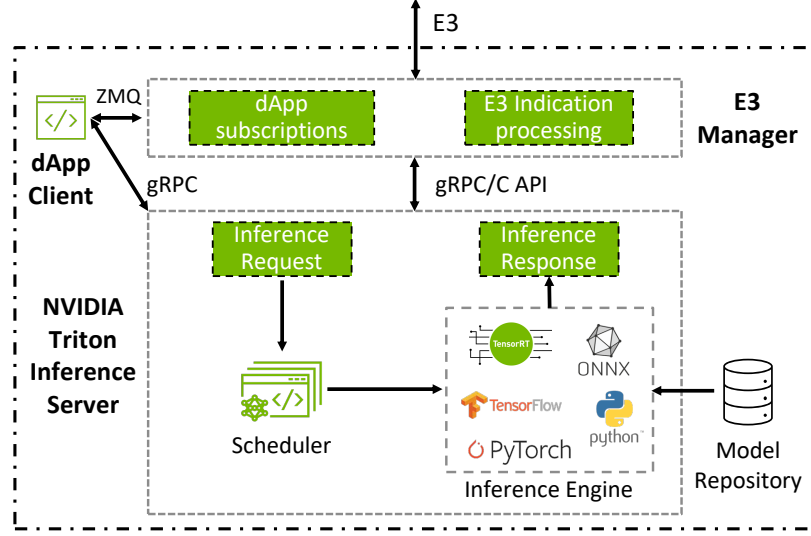 E3
ZMQ
dApp
subscriptions
E3 Indication
processing
E3
Manager
</>
dApp
Client
gRPC
gRPC/C API
Inference
Request
Inference
Response
NVIDIA
Triton
Inference
Server
TensorRT
ONNX
</>
TensorFlow
python™
PyTorch
Scheduler
Inference Engine
Model
Repository